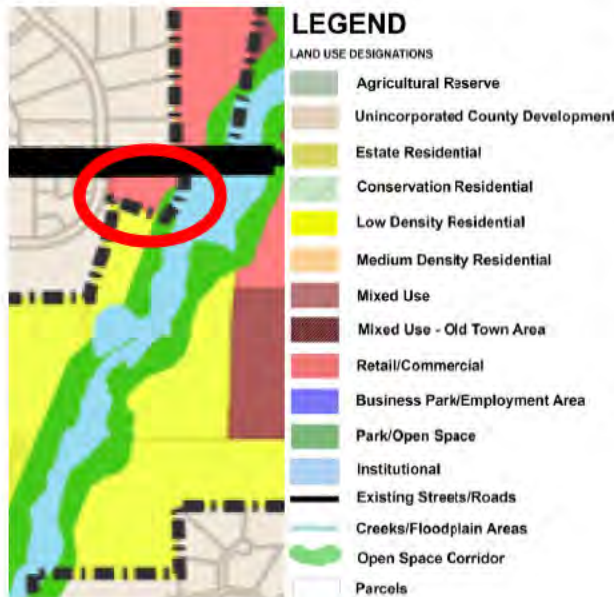 LEGEND
LAND USE DESIGNATIONS
Agricultural Reserve
Unincorporated County Development
Estate Residential
Conservation Residential
Low Density Residential
Medium Density Residential
Mixed Use
Mixed Use - Old Town Area
Retail/Commercial
Business Park/Employment Area
Park/Open Space
Institutional
Existing Streets/Roads
Creeks/Floodplain Areas
Open Space Corridor
Parcels